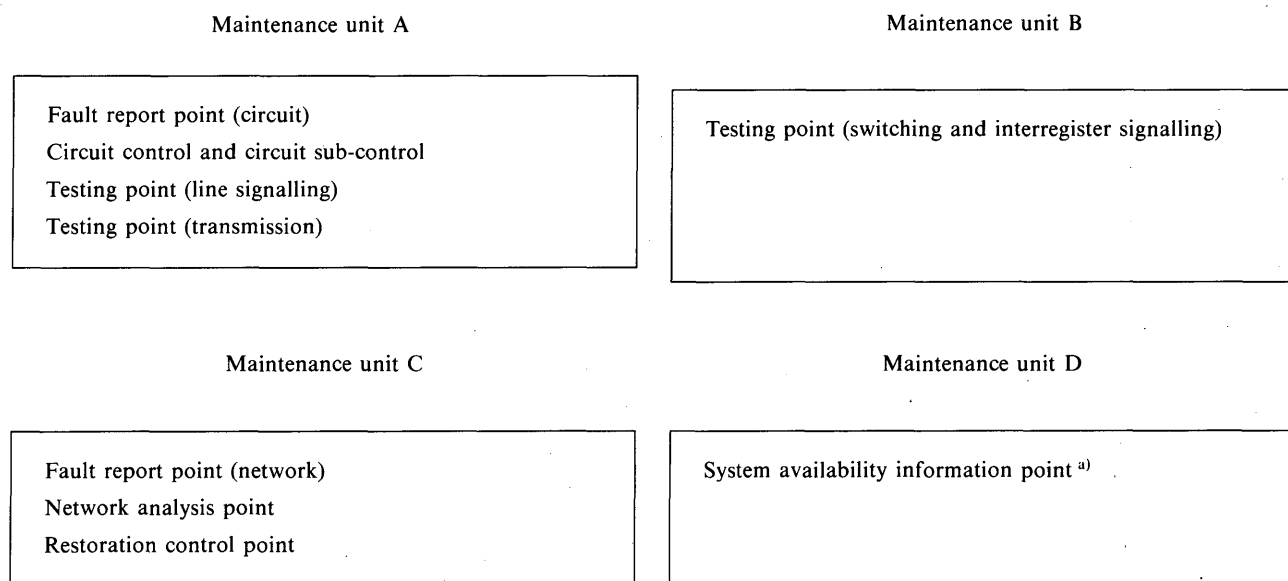 Maintenance unit A
Fault report point (circuit)
Circuit control and circuit sub-control
Testing point (line signalling)
Testing point (transmission)
Maintenance unit B
Testing point (switching and interregister signalling)
Maintenance unit C
Fault report point (network)
Network analysis point
Restoration control point
Maintenance unit D
System availability information point a)